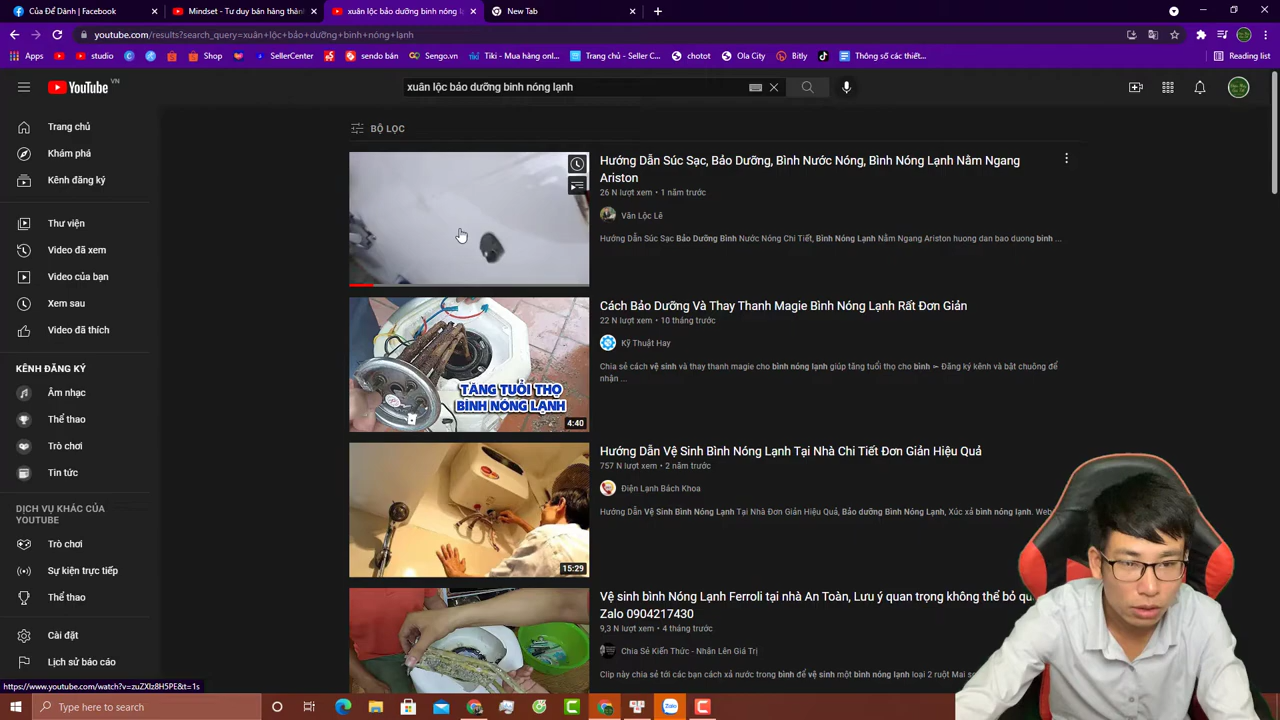 Của Để Dành | Facebook
Mindset - Tư duy bán hàng thành
xuân lộc bảo dưỡng bình nóng l
New Tab
youtube.com/results?search_query=xuân+lộc+bảo+dưỡng+bình+nóng+lạnh
Apps
youtube
studio
Shop
SellerCenter
sendo bán
Sengo.vn
Tiki - Mua hàng onl...
Trang chủ - Seller C...
chotot
Ola City
Bitly
Thông số các thiết...
Reading list
YouTube VN
xuân lộc bảo dưỡng bình nóng lạnh
Trang chủ
Khám phá
Kênh đăng ký
Thư viện
Video đã xem
Video của bạn
Xem sau
Video đã thích
KÊNH ĐĂNG KÝ
Âm nhạc
Thể thao
Trò chơi
Tin tức
DỊCH VỤ KHÁC CỦA
YOUTUBE
Trò chơi
Sự kiện trực tiếp
Thể thao
Cài đặt
Lịch sử báo cáo
BỘ LỌC
Hướng Dẫn Súc Sạc, Bảo Dưỡng, Bình Nước Nóng, Bình Nóng Lạnh Nằm Ngang
Ariston
26 N lượt xem • 1 năm trước
Văn Lộc Lê
Hướng Dẫn Súc Sạc Bảo Dưỡng Bình Nước Nóng Chi Tiết, Bình Nóng Lạnh Nằm Ngang Ariston huong dan bao duong binh ...
TĂNG TUỔI THỌ
BÌNH NÓNG LẠNH
4:40
Cách Bảo Dưỡng Và Thay Thanh Magie Bình Nóng Lạnh Rất Đơn Giản
22 N lượt xem • 10 tháng trước
Kỹ Thuật Hay
Chia sẻ cách vệ sinh và thay thanh magie cho bình nóng lạnh giúp tăng tuổi thọ cho bình ➣ Đăng ký kênh và bật chuông để
nhận ...
15:29
Hướng Dẫn Vệ Sinh Bình Nóng Lạnh Tại Nhà Chi Tiết Đơn Giản Hiệu Quả
757 N lượt xem • 2 năm trước
Điện Lạnh Bách Khoa
Hướng Dẫn Vệ Sinh Bình Nóng Lạnh Tại Nhà Đơn Giản Hiệu Quả, Bảo dưỡng Bình Nóng Lạnh, Xúc xả bình nóng lạnh. Web
Vệ sinh bình Nóng Lạnh Ferroli tại nhà An Toàn, Lưu ý quan trọng không thể bỏ qu
Zalo 0904217430
9,3 N lượt xem • 4 tháng trước
Chia Sẻ Kiến Thức - Nhân Lên Giá Trị
Clip này chia sẻ tới các bạn cách xả nước trong bình để vệ sinh một bình nóng lạnh loại 2 ruột Mai s
https://www.youtube.com/watch?v=zuZXIz8H5PE&t=1s
Type here to search
Zalo